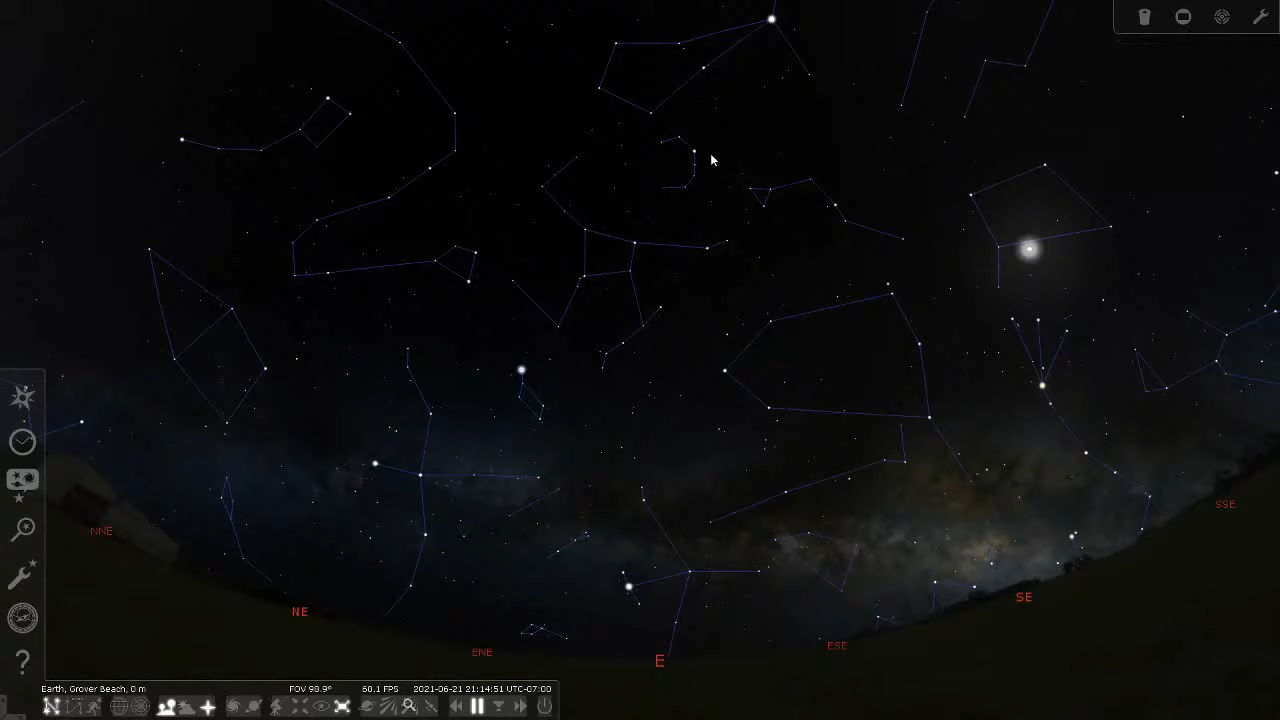 NNE
SSE
SE
NE
ESE
ENE
E
Earth, Grover Beach, 0 m FOV 90.9° 60.1 FPS 2021-06-21 21:14:51 UTC-07:00